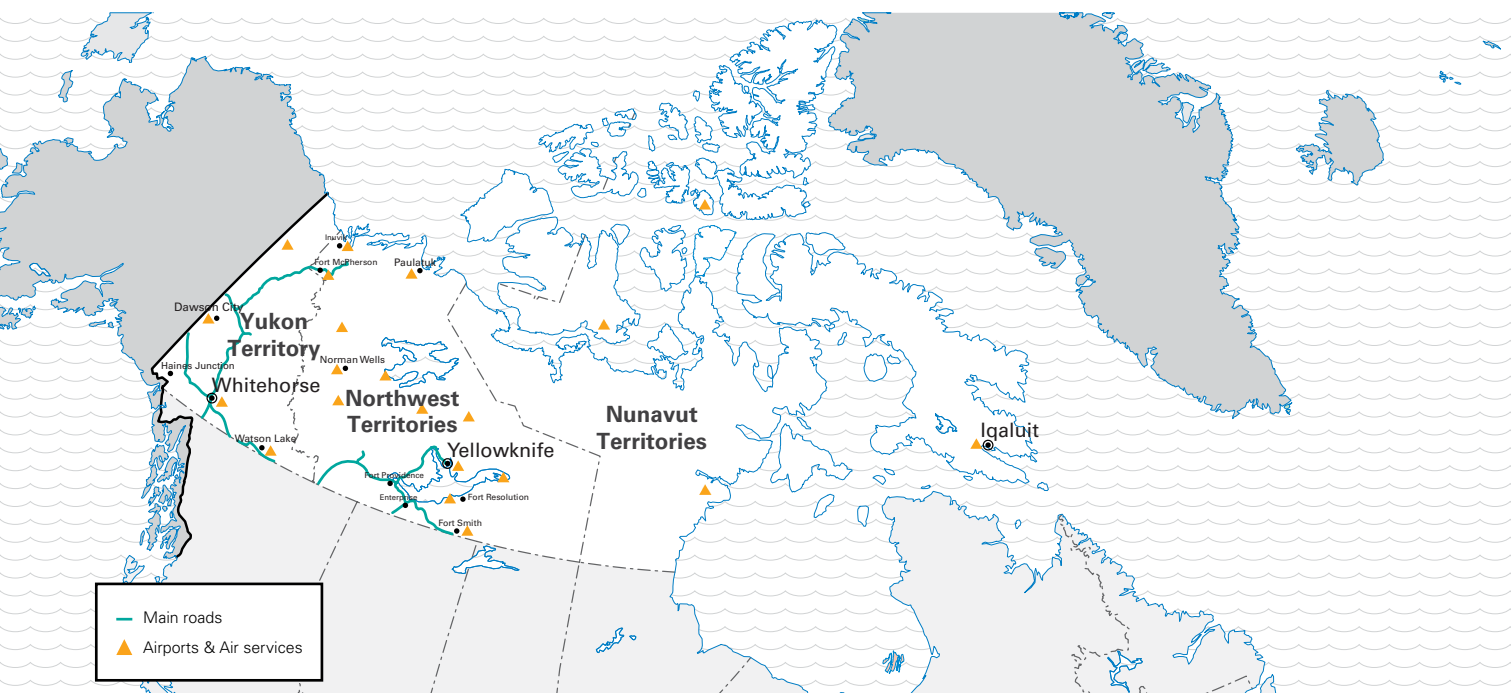 Inuvik
Fort McPherson
Paulatuk
Dawson City
Yukon
Territory
Norman Wells
Haines Junction
Whitehorse
Northwest
Territories
Nunavut
Territories
Iqaluit
Watson Lake
Yellowknife
Fort Providence
Enterprise
Fort Resolution
Fort Smith
Main roads
Airports & Air services